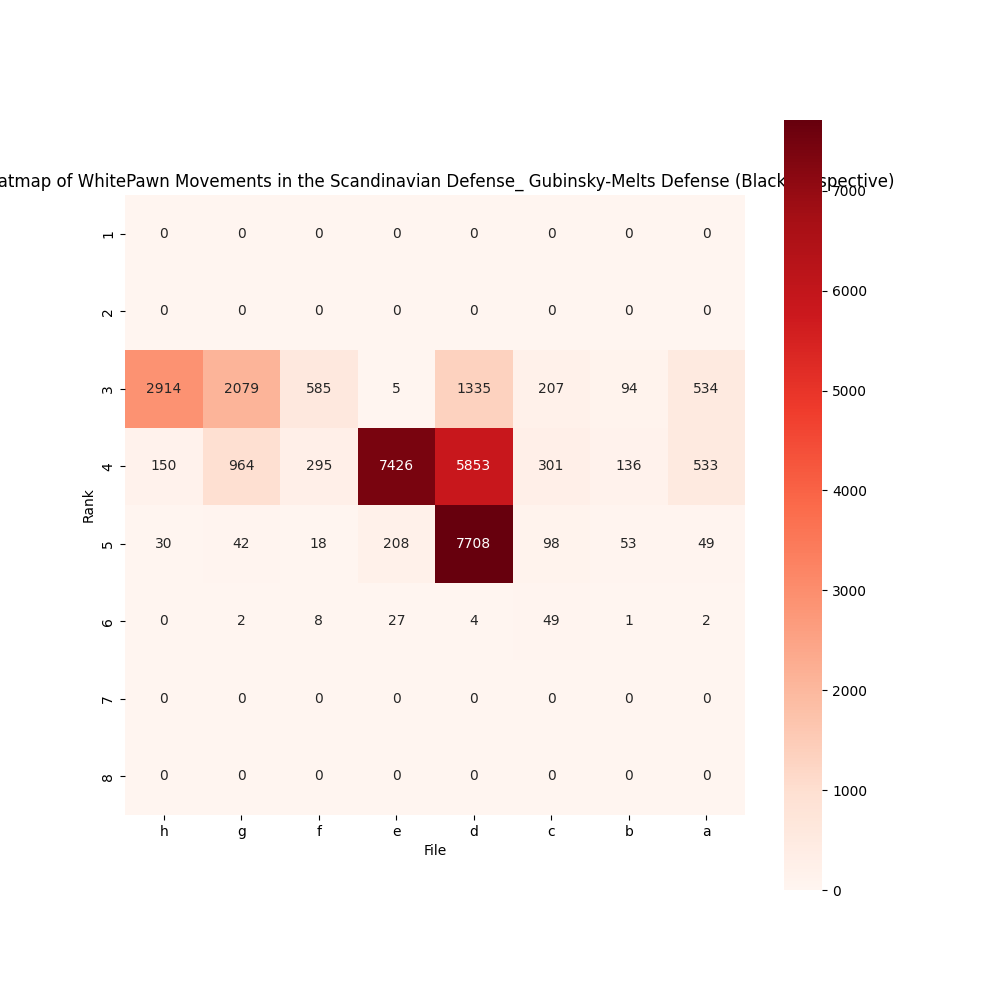 atmap of WhitePawn Movements in the Scandinavian Defense_ Gubinsky-Melts Defense (Black spective)
7000
1 0 0 0 0 0 0 0 0
6000
2 0 0 0 0 0 0 0 0
3 2914 2079 585 5 1335 207 94 534
5000
4 150 964 295 7426 5853 301 136 533
4000
Rank
5 30 42 18 208 7708 98 53 49
3000
6 0 2 8 27 4 49 1 2
2000
7 0 0 0 0 0 0 0 0
8 0 0 0 0 0 0 0 0
1000
h g f e d c b a
File
0